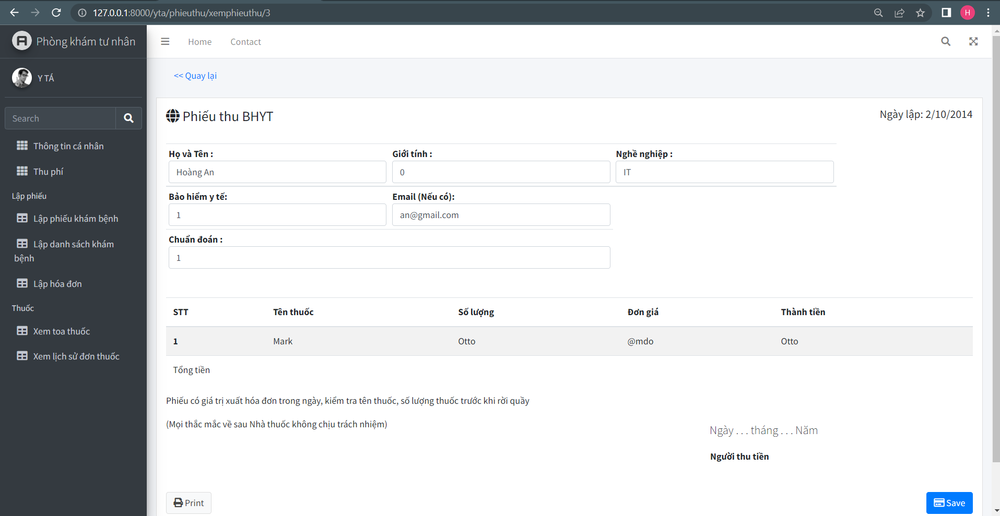 127.0.0.1:8000/yta/phieuthu/xemphieuthu/3
H
Phòng khám tư nhân
Home
Contact
Y TÁ
Search
Thông tin cá nhân
Thu phí
Lập phiếu
Lập phiếu khám bệnh
Lập danh sách khám
bệnh
Lập hóa đơn
Thuốc
Xem toa thuốc
Xem lịch sử đơn thuốc
<< Quay lại
Phiếu thu BHYT
Ngày lập: 2/10/2014
Họ và Tên :
Giới tính :
Nghề nghiệp :
Hoàng An
0
IT
Bảo hiểm y tế:
Email (Nếu có):
1
an@gmail.com
Chuẩn đoán :
1
STT
Tên thuốc
Số lượng
Đơn giá
Thành tiền
1
Mark
Otto
@mdo
Otto
Tổng tiền
Phiếu có giá trị xuất hóa đơn trong ngày, kiểm tra tên thuốc, số lượng thuốc trước khi rời quầy
(Mọi thắc mắc về sau Nhà thuốc không chịu trách nhiệm)
Ngày . . . tháng . . . Năm
Người thu tiền
Print
Save